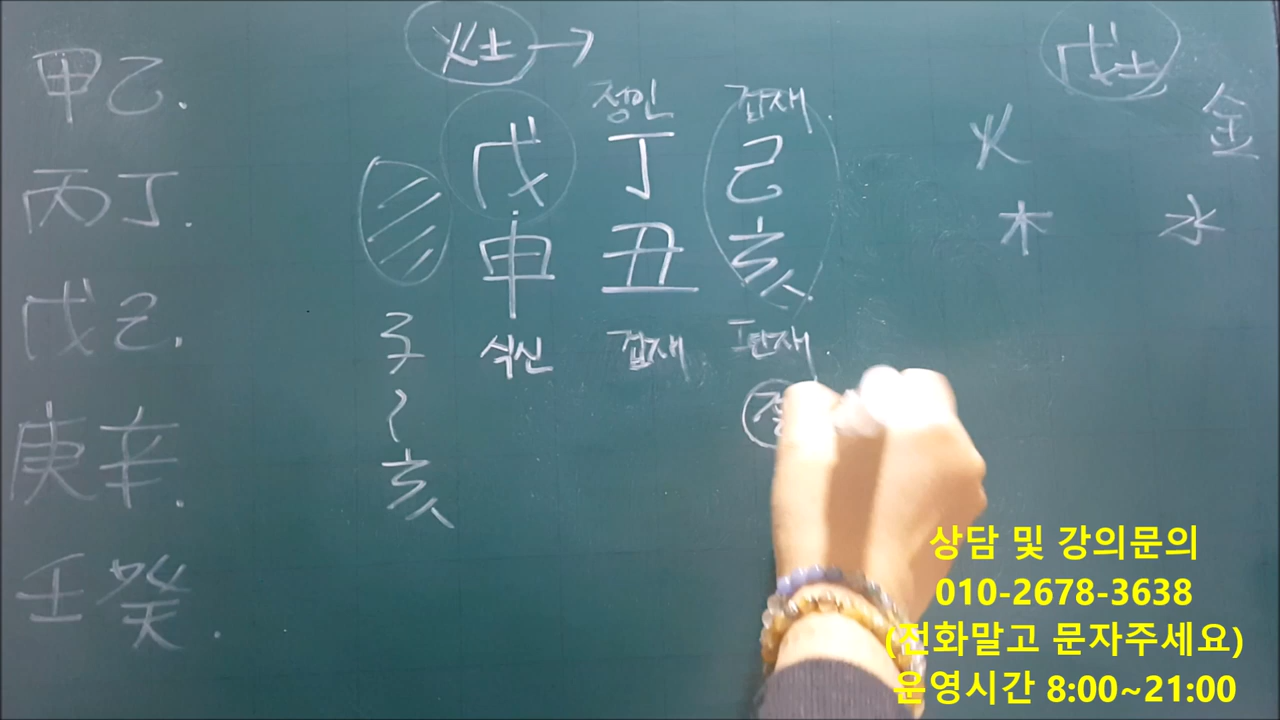 甲乙.
丙丁.
戊己.
庚辛.
壬癸.
火土 →
정인 겁재
戊 丁 己
申 丑 亥
식신 겁재 편재
子
~
亥
戊土
火 金
木 水
상담 및 강의문의
010-2678-3638
(전화말고 문자주세요)
운영시간 8:00~21:00